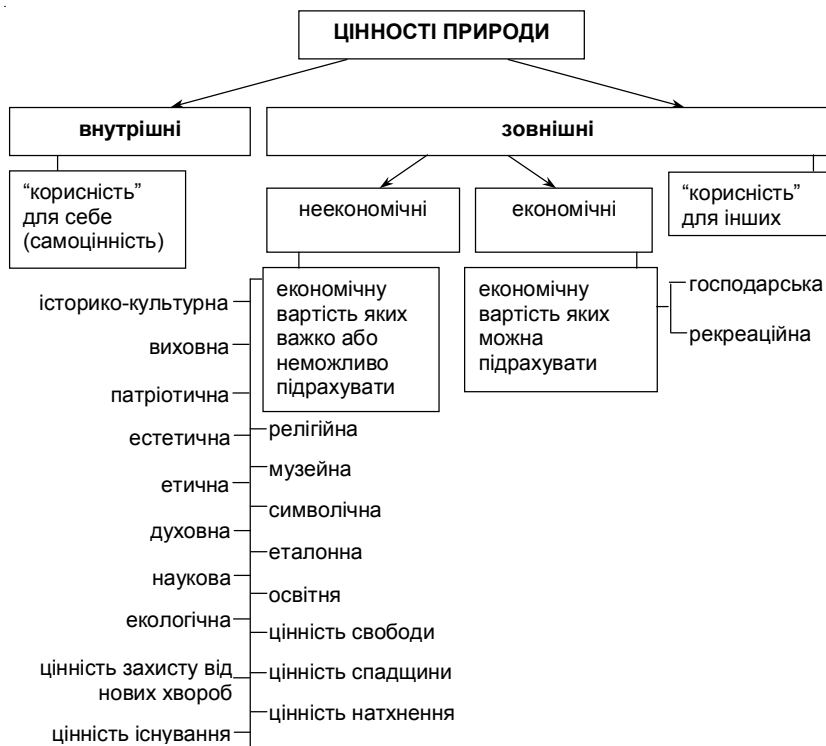 ЦІННОСТІ ПРИРОДИ
внутрішні
зовнішні
“корисність”
для себе
(самоцінність)
неекономічні
економічні
“корисність”
для інших
економічну
вартість яких
важко або
неможливо
підрахувати
економічну
вартість яких
можна
підрахувати
господарська
рекреаційна
історико-культурна
виховна
патріотична
естетична
етична
духовна
наукова
екологічна
цінність захисту від
нових хвороб
цінність існування
релігійна
музейна
символічна
еталонна
освітня
цінність свободи
цінність спадщини
цінність натхнення